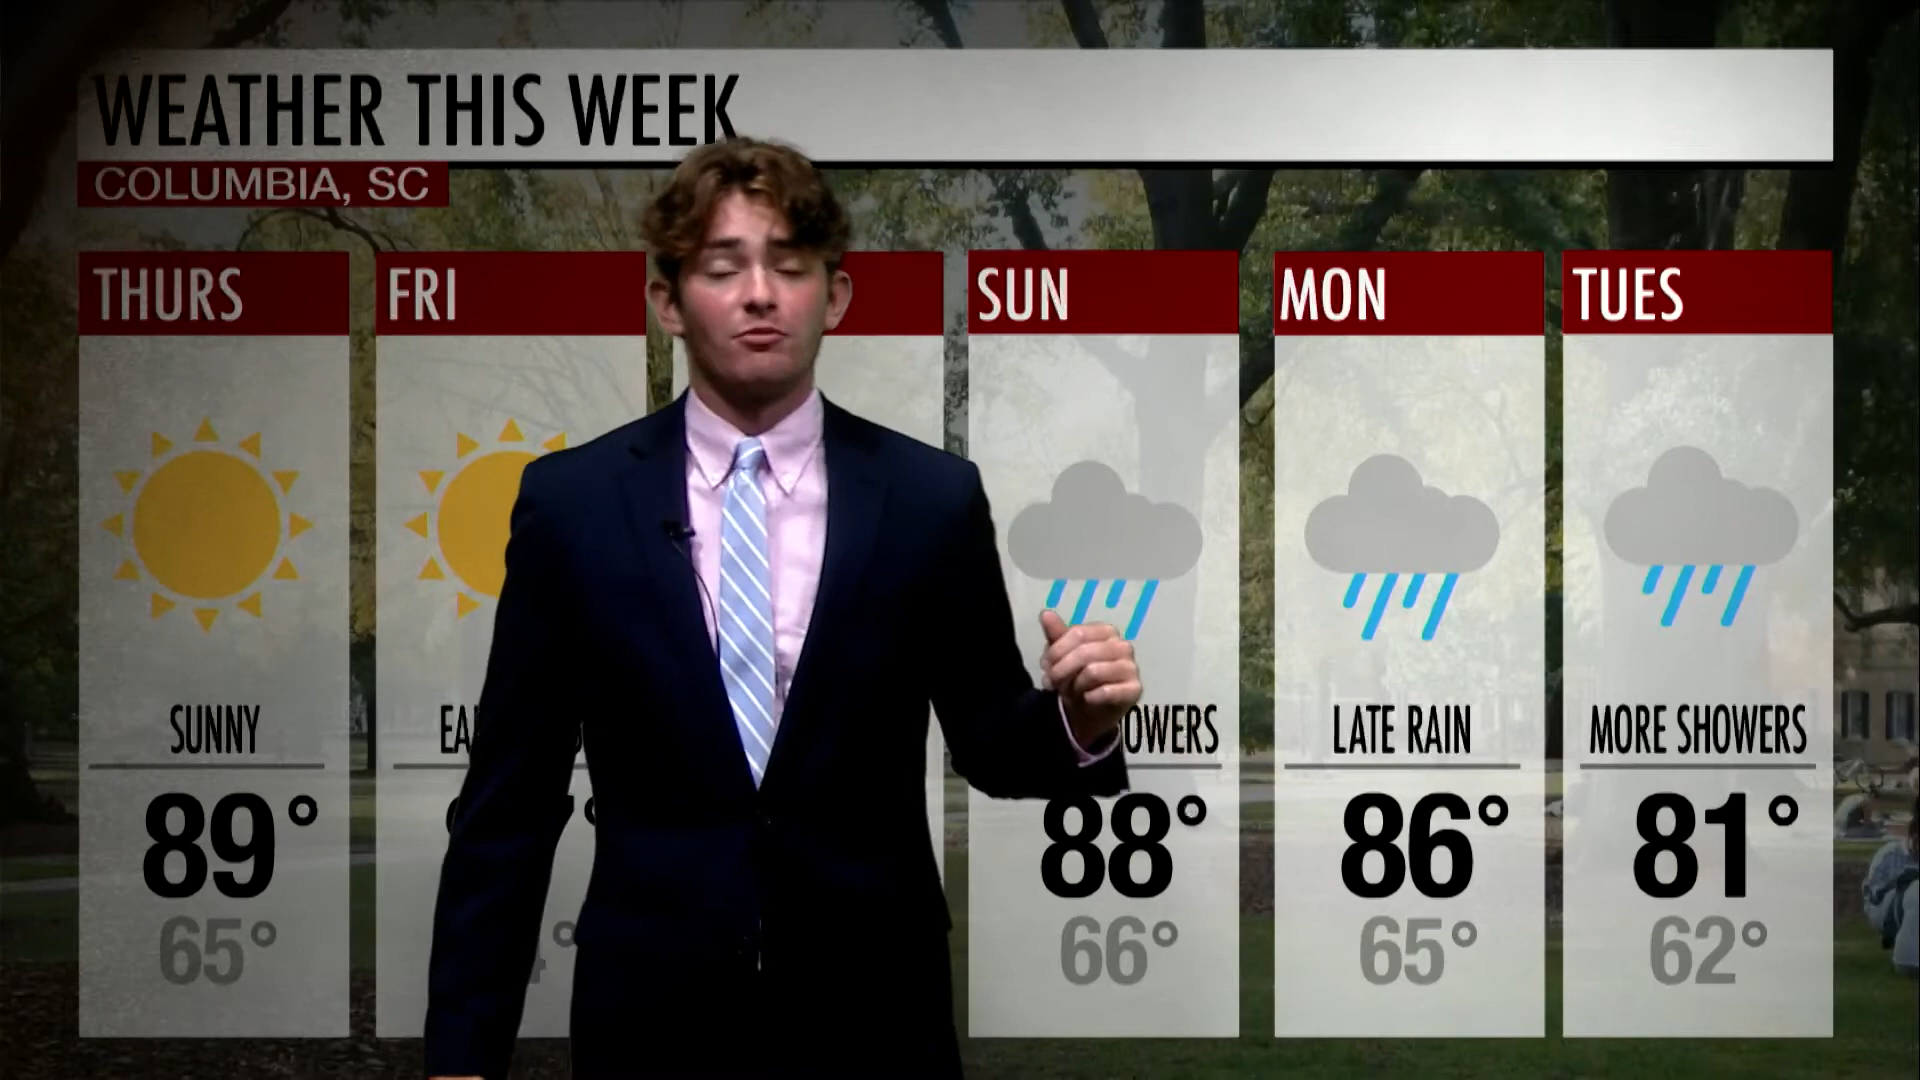 WEATHER THIS WEEK
COLUMBIA, SC
THURS
FRI
SUN
MON
TUES
SUNNY
LATE RAIN
MORE SHOWERS
89°
88°
86°
81°
65°
66°
65°
62°